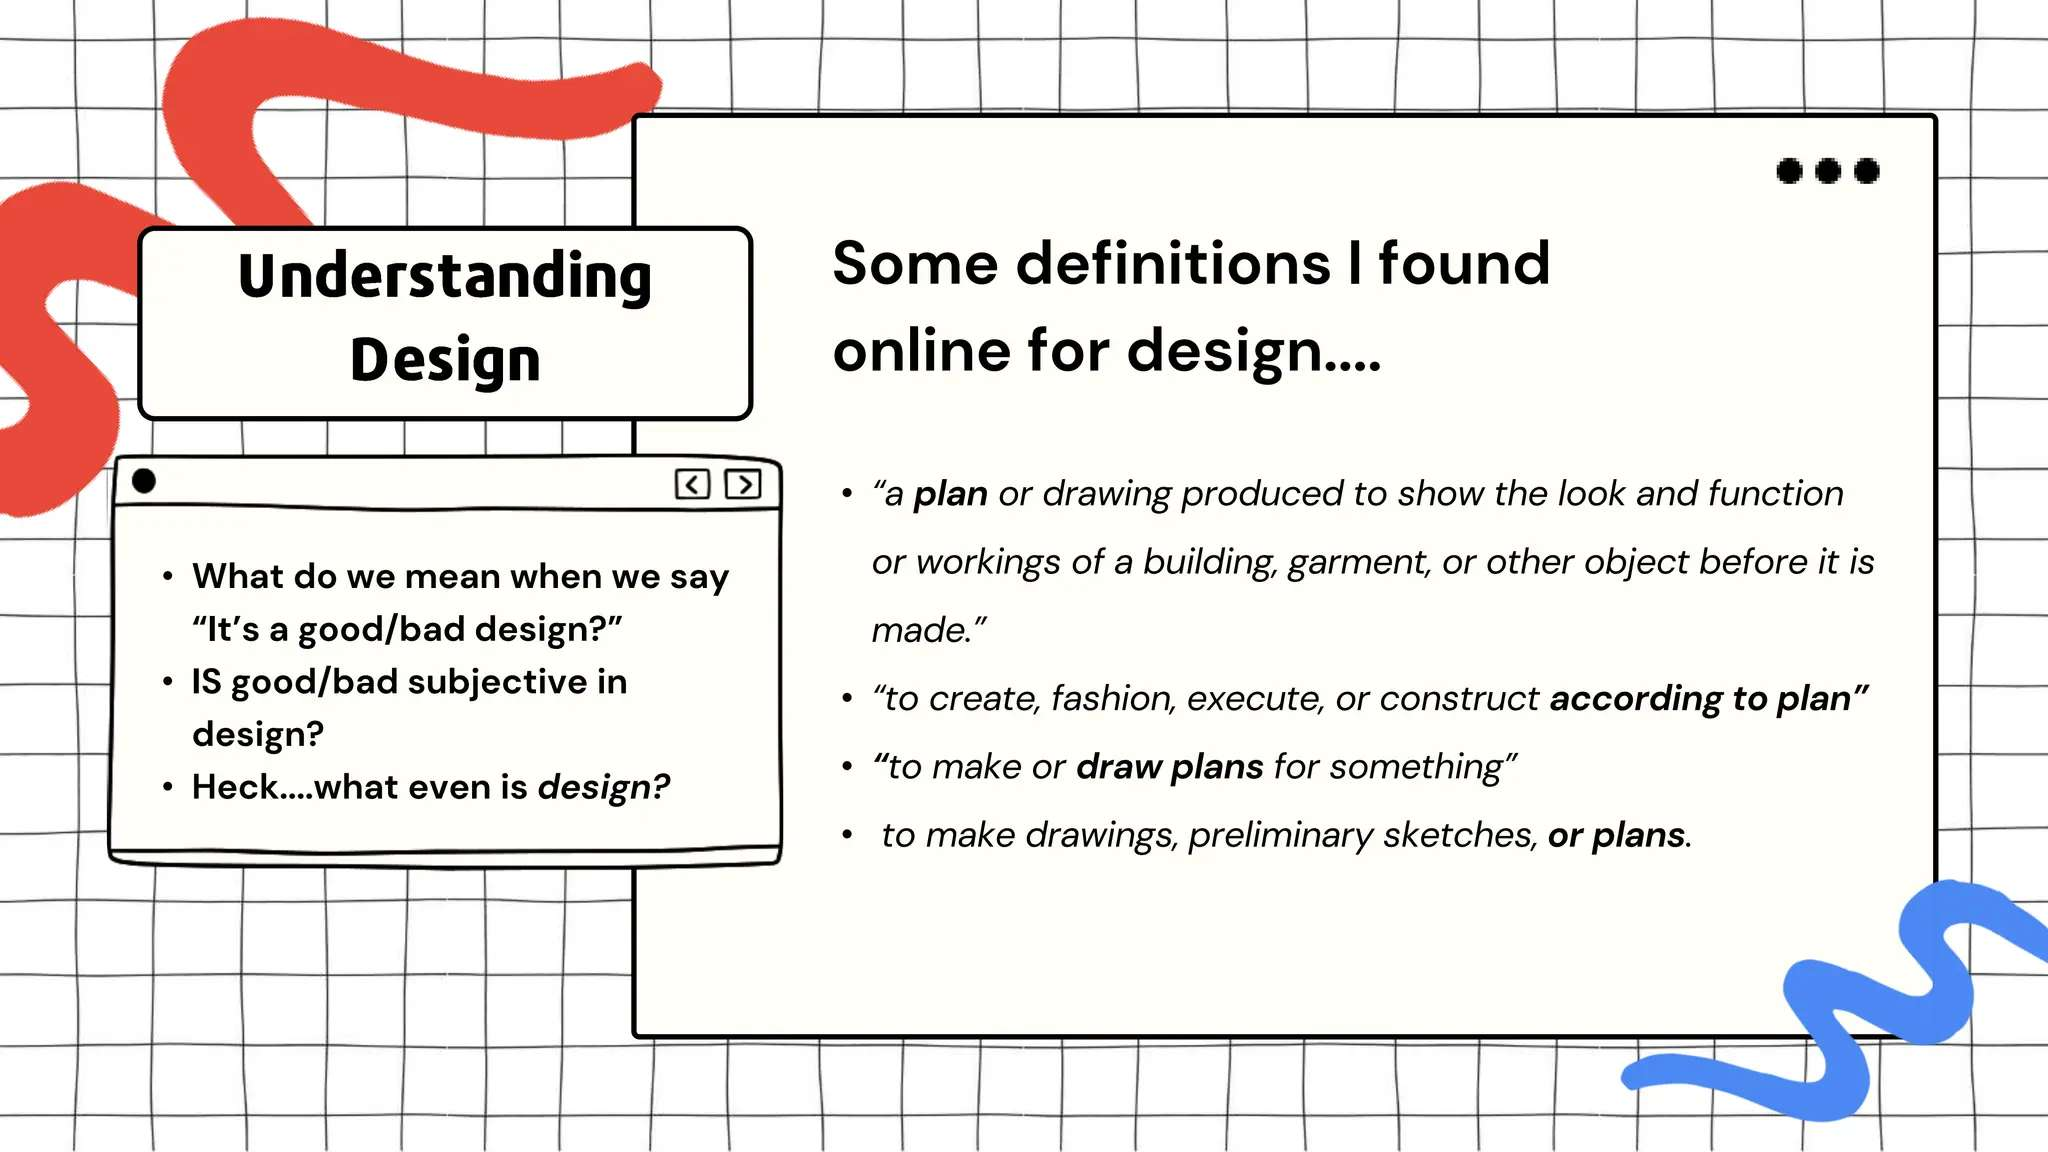 Understanding
Design
• What do we mean when we say
“It’s a good/bad design?”
• IS good/bad subjective in
design?
• Heck....what even is design?
Some definitions I found
online for design....
• “a plan or drawing produced to show the look and function
or workings of a building, garment, or other object before it is
made.”
• “to create, fashion, execute, or construct according to plan”
• “to make or draw plans for something”
• to make drawings, preliminary sketches, or plans.